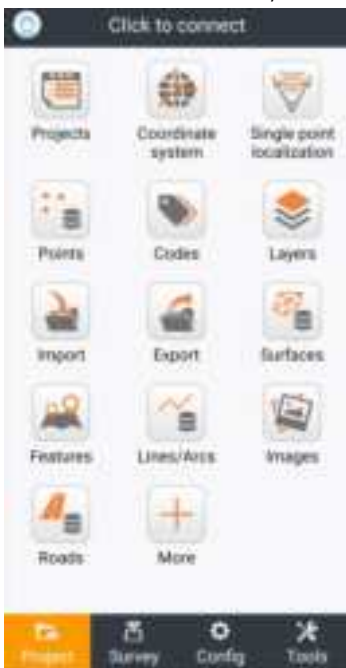 Click to connect
Projects
Coordinate
system
Single point
localization
Points
Codes
Layers
Import
Export
Surfaces
Features
Lines/Arcs
Images
Roads
More
Project
Survey
Config
Tools